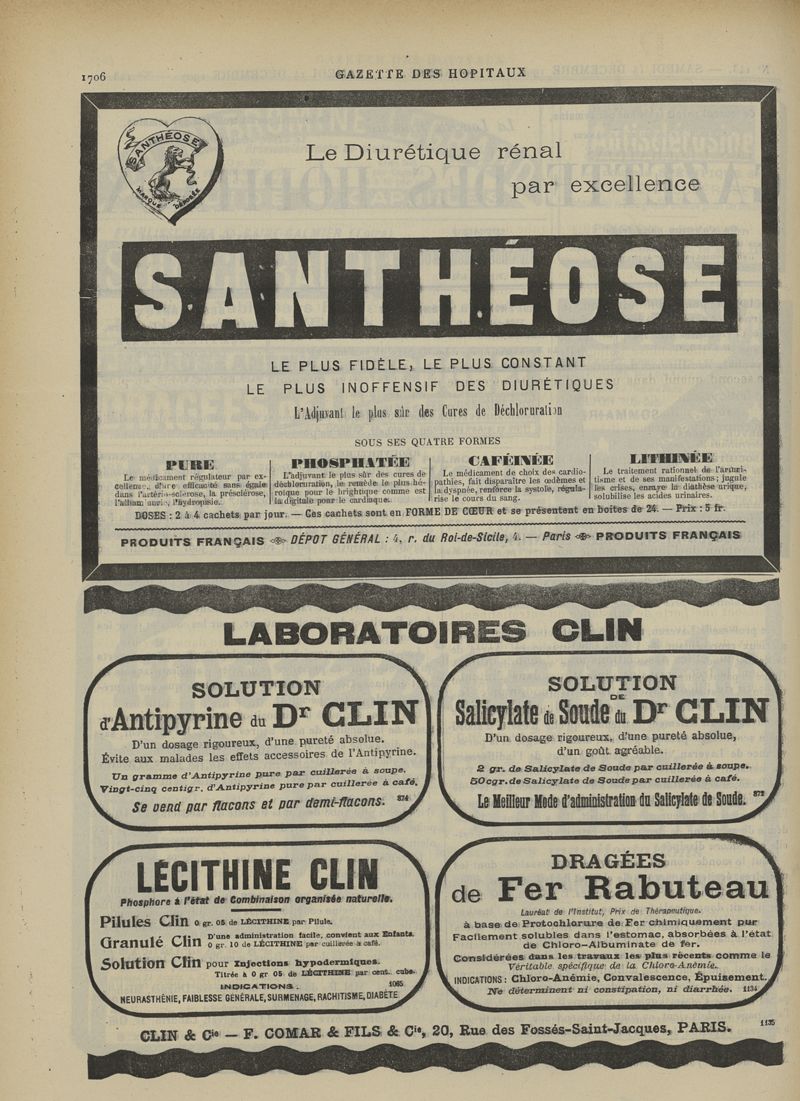 1706
GAZETTE DES HOPITAUX
SANTHÉOSE
MARQUE DÉPOSÉE
Le Diurétique rénal
par excellence
SANTHÉOSE
LE PLUS FIDÈLE, LE PLUS CONSTANT
LE PLUS INOFFENSIF DES DIURÉTIQUES
L'Adjuvant le plus sûr des Cures de Déchloruration
SOUS SES QUATRE FORMES
PURE
Le médicament régulateur par ex-
cellence, d'une efficacité sans égale
dans l'artério-sclérose, la présclérose,
l'albuminurie, l'hydropisie.
PHOSPHATÉE
L'adjuvant le plus sûr des cures de
déchloruration, le remède le plus hé-
roïque pour le brightique comme est
la digitale pour le cardiaque.
CAFÉINÉE
Le médicament de choix des cardio-
pathies, fait disparaître les œdèmes et
la dyspnée, renforce la systole, régula-
rise le cours du sang.
LITHINÉE
Le traitement rationnel de l'arthri-
tisme et de ses manifestations; jugule
les crises, enraye la diathèse urique,
solubilise les acides urinaires.
DOSES : 2 à 4 cachets par jour. — Ces cachets sont en FORME DE CŒUR et se présentent en boîtes de 24. — Prix : 5 fr.
PRODUITS FRANÇAIS DÉPOT GÉNÉRAL : 4, r. du Roi-de-Sicile, 4. — Paris PRODUITS FRANÇAIS
LABORATOIRES CLIN
SOLUTION
d'Antipyrine du Dr CLIN
D'un dosage rigoureux, d'une pureté absolue.
Évite aux malades les effets accessoires de l'Antipyrine.
Un gramme d'Antipyrine pure par cuillerée à soupe.
Vingt-cinq centigr. d'Antipyrine pure par cuillerée à café.
Se vend par flacons et par demi-flacons. 874
SOLUTION
DE
Salicylate de Soude du Dr CLIN
D'un dosage rigoureux, d'une pureté absolue,
d'un goût agréable.
2 gr. de Salicylate de Soude par cuillerée à soupe.
50 cgr. de Salicylate de Soude par cuillerée à café.
Le Meilleur Mode d'administration du Salicylate de Soude. 872
LÉCITHINE CLIN
Phosphore à l'état de Combinaison organisée naturelle.
Pilules Clin 0 gr. 05 de LÉCITHINE par Pilule.
Granulé Clin D'une administration facile, convient aux Enfants.
0 gr. 10 de LÉCITHINE par cuillerée à café.
Solution Clin pour Injections hypodermiques.
Titrée à 0 gr 05 de LÉCITHINE par cent. cube.
INDICATIONS : 1065
NEURASTHÉNIE, FAIBLESSE GÉNÉRALE, SURMENAGE, RACHITISME, DIABÈTE
DRAGÉES
de Fer Rabuteau
Lauréat de l'Institut, Prix de Thérapeutique.
à base de Protochlorure de Fer chimiquement pur
Facilement solubles dans l'estomac, absorbées à l'état
de Chloro-Albuminate de fer.
Considérées dans les travaux les plus récents comme le
Véritable spécifique de la Chloro-Anémie.
INDICATIONS : Chloro-Anémie, Convalescence, Épuisement.
Ne déterminent ni constipation, ni diarrhée. 1134
CLIN & Cie — F. COMAR & FILS & Cie, 20, Rue des Fossés-Saint-Jacques, PARIS. 1135